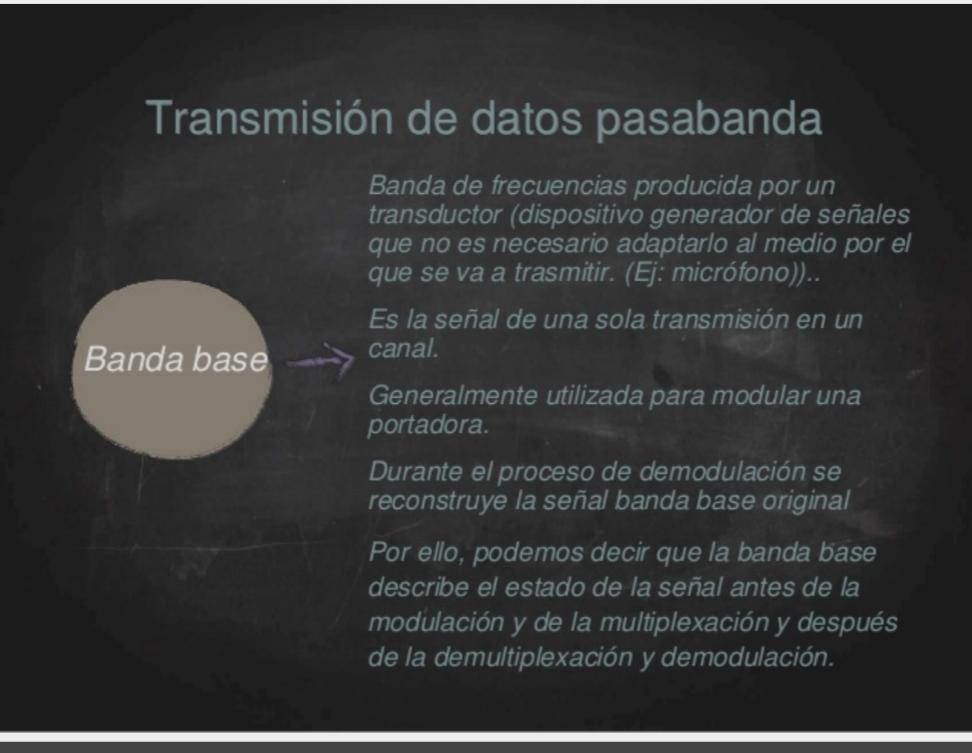 Transmisión de datos pasabanda
Banda de frecuencias producida por un
transductor (dispositivo generador de señales
que no es necesario adaptarlo al medio por el
que se va a trasmitir. (Ej: micrófono))..
Banda base
Es la señal de una sola transmisión en un
canal.
Generalmente utilizada para modular una
portadora.
Durante el proceso de demodulación se
reconstruye la señal banda base original
Por ello, podemos decir que la banda base
describe el estado de la señal antes de la
modulación y de la multiplexación y después
de la demultiplexación y demodulación.